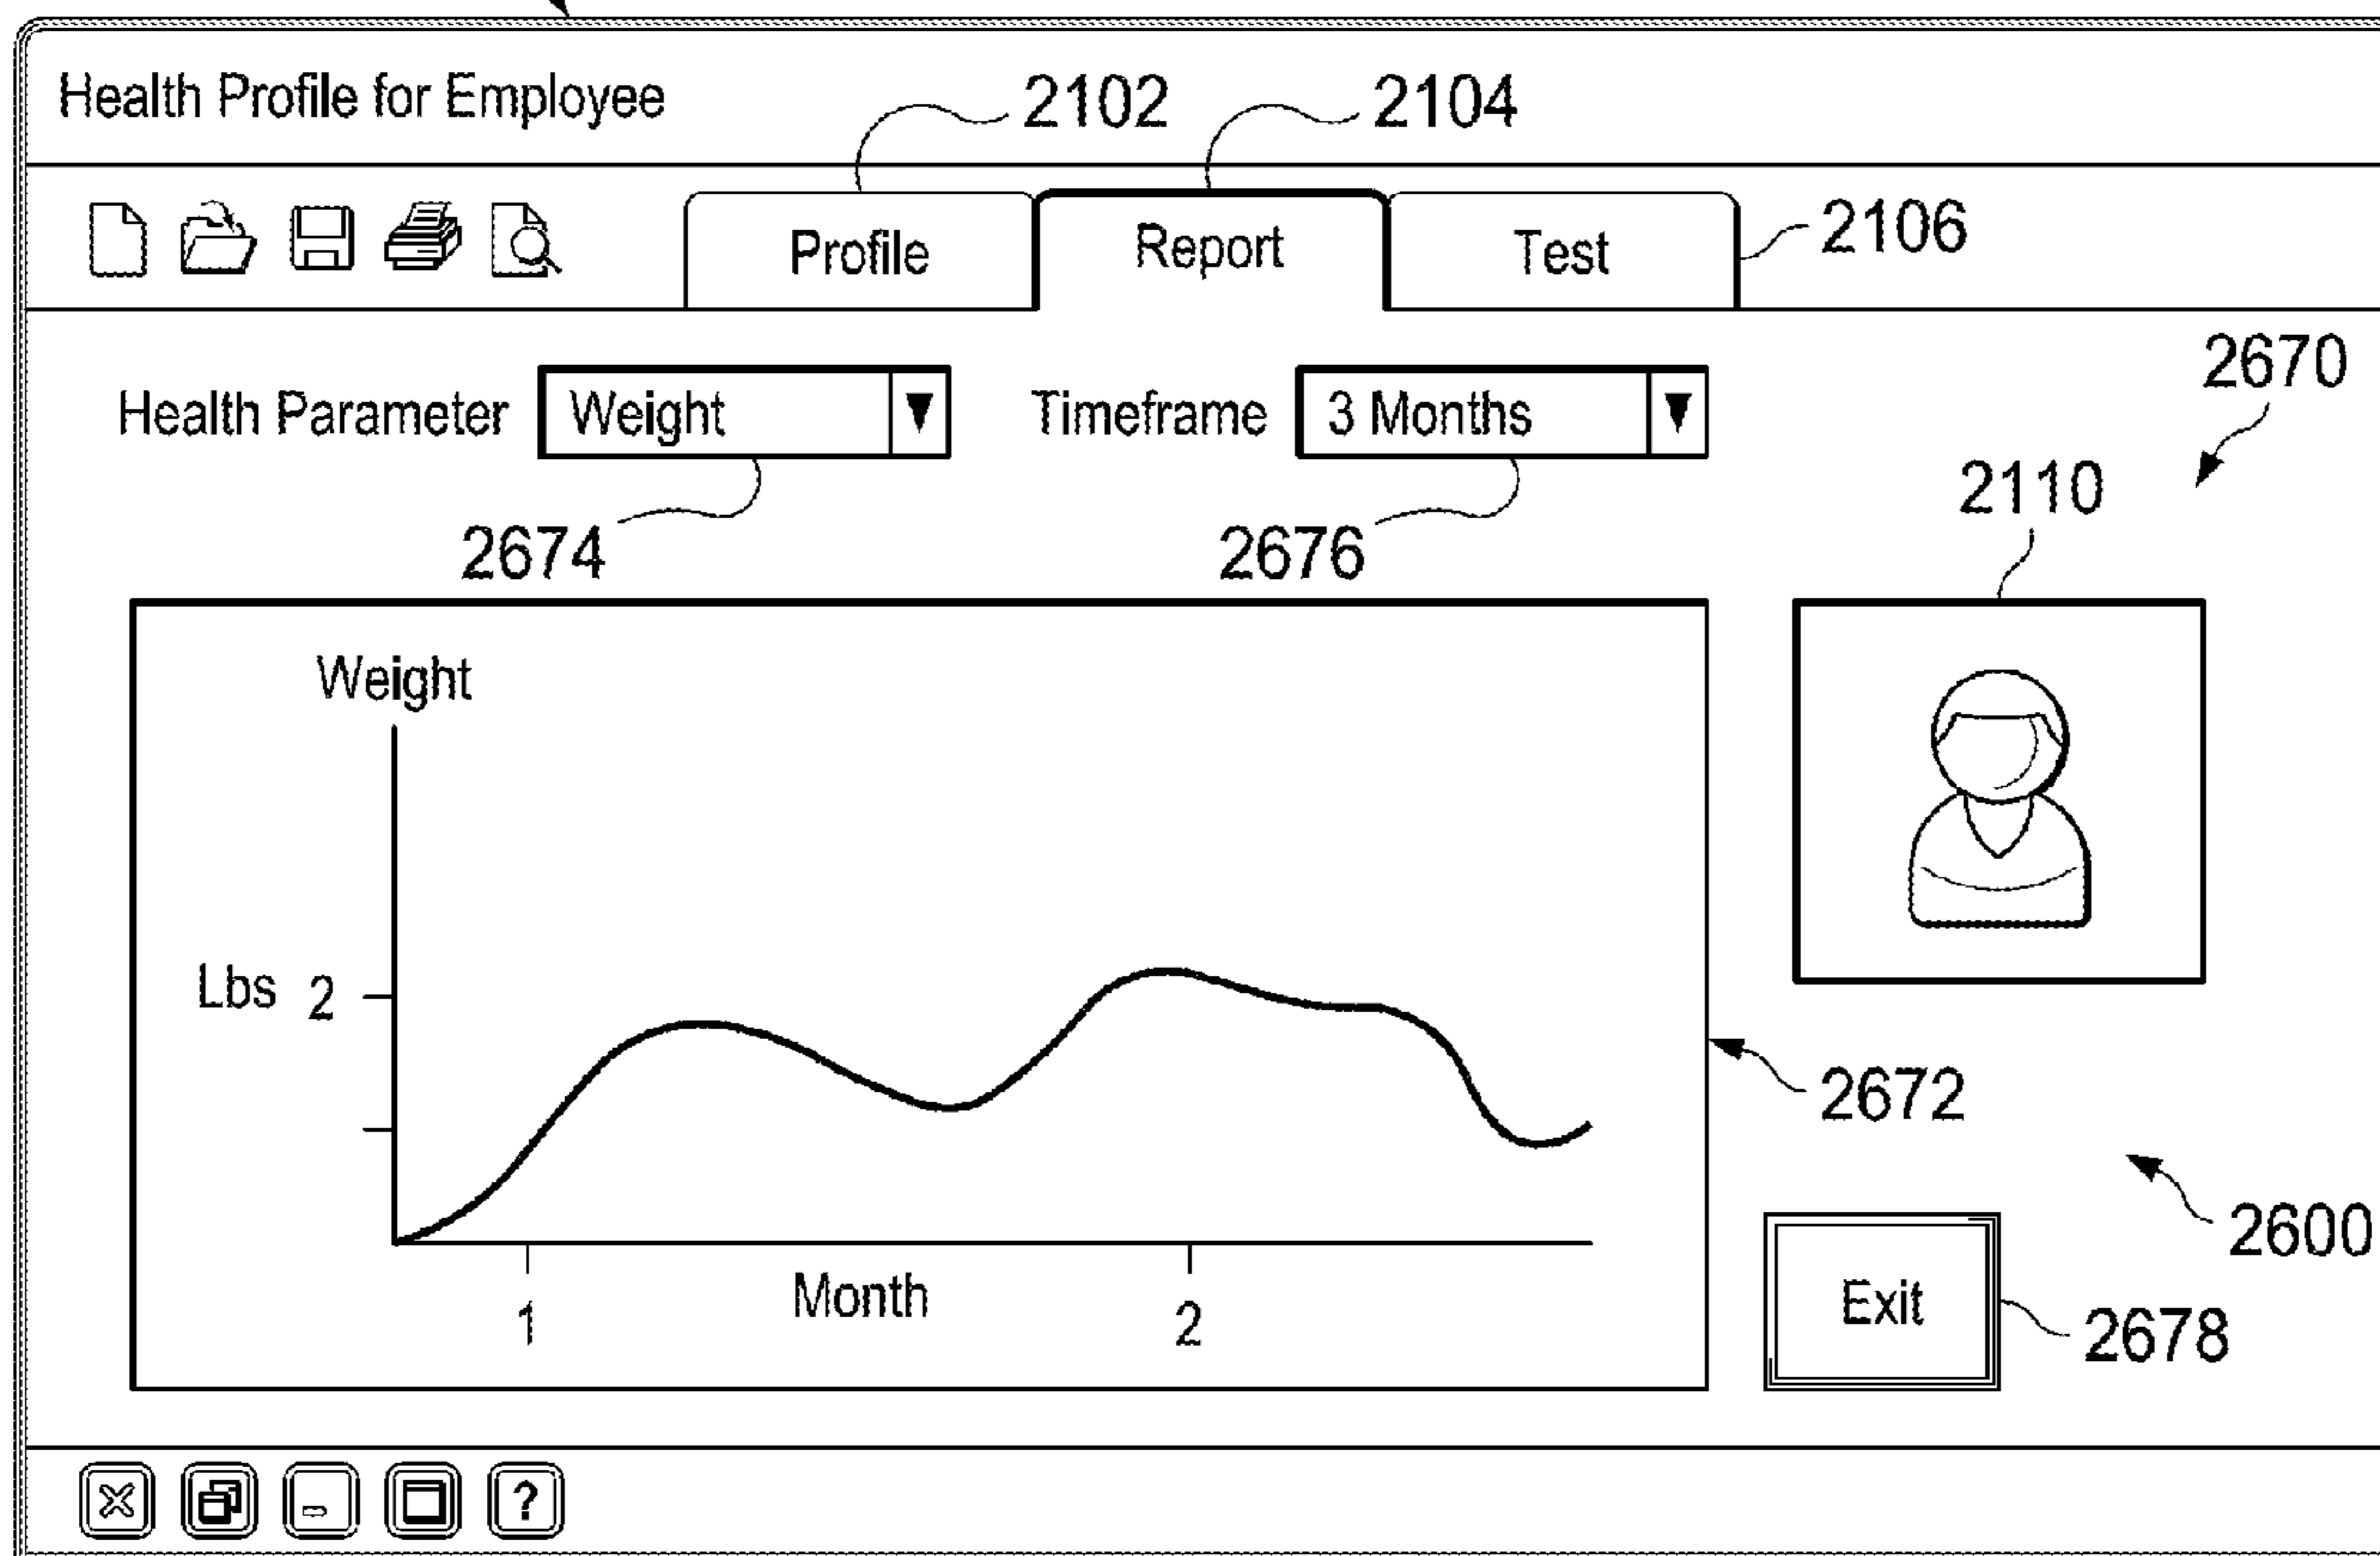 Health Profile for Employee
2102
2104
Profile
Report
Test
2106
2670
Health Parameter
Weight
Timeframe
3 Months
2674
2676
2110
Weight
Lbs 2
2672
2600
Month
1
2
Exit
2678
?